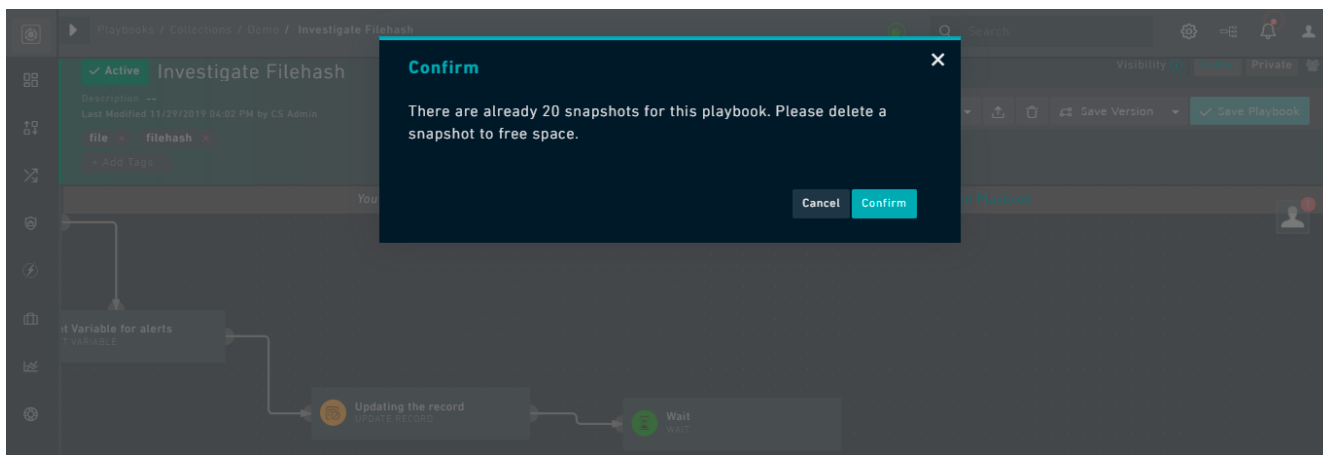 Playbooks / Collections / Demo / Investigate Filehash
Search
Active
Investigate Filehash
Visibility
Private
Description --
Last Modified 11/29/2019 04:02 PM by CS Admin
Save Version
Save Playbook
file
filehash
+ Add Tags
You
Confirm
There are already 20 snapshots for this playbook. Please delete a
snapshot to free space.
Cancel
Confirm
Playbook
Variable for alerts
VARIABLE
Updating the record
UPDATE RECORD
Wait
WAIT